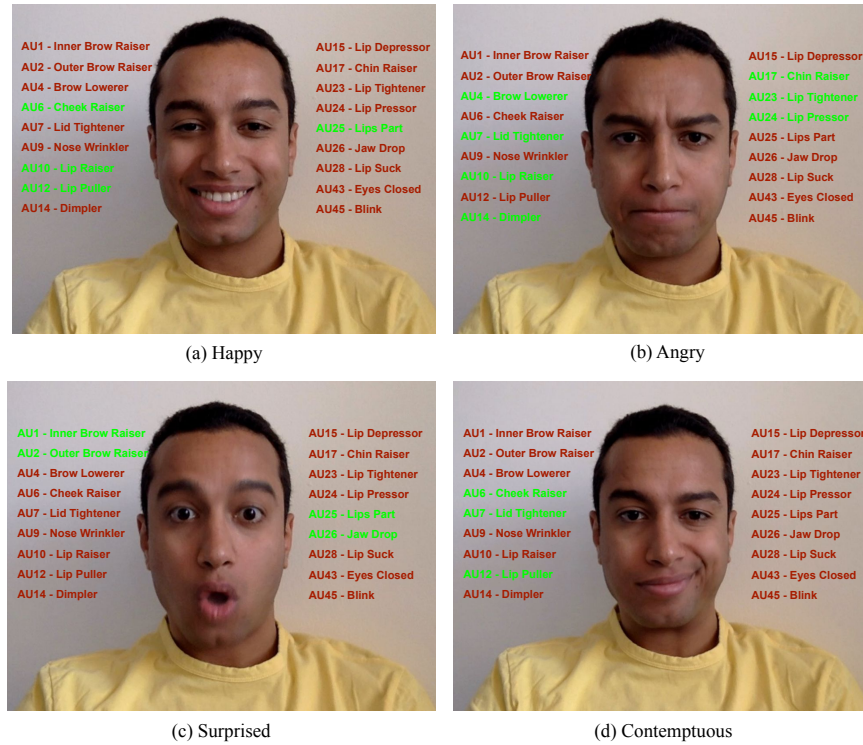 AU1 - Inner Brow Raiser
AU2 - Outer Brow Raiser
AU4 - Brow Lowerer
AU6 - Cheek Raiser
AU7 - Lid Tightener
AU9 - Nose Wrinkler
AU10 - Lip Raiser
AU12 - Lip Puller
AU14 - Dimpler
AU15 - Lip Depressor
AU17 - Chin Raiser
AU23 - Lip Tightener
AU24 - Lip Pressor
AU25 - Lips Part
AU26 - Jaw Drop
AU28 - Lip Suck
AU43 - Eyes Closed
AU45 - Blink
(a) Happy
AU1 - Inner Brow Raiser
AU2 - Outer Brow Raiser
AU4 - Brow Lowerer
AU6 - Cheek Raiser
AU7 - Lid Tightener
AU9 - Nose Wrinkler
AU10 - Lip Raiser
AU12 - Lip Puller
AU14 - Dimpler
AU15 - Lip Depressor
AU17 - Chin Raiser
AU23 - Lip Tightener
AU24 - Lip Pressor
AU25 - Lips Part
AU26 - Jaw Drop
AU28 - Lip Suck
AU43 - Eyes Closed
AU45 - Blink
(b) Angry
AU1 - Inner Brow Raiser
AU2 - Outer Brow Raiser
AU4 - Brow Lowerer
AU6 - Cheek Raiser
AU7 - Lid Tightener
AU9 - Nose Wrinkler
AU10 - Lip Raiser
AU12 - Lip Puller
AU14 - Dimpler
AU15 - Lip Depressor
AU17 - Chin Raiser
AU23 - Lip Tightener
AU24 - Lip Pressor
AU25 - Lips Part
AU26 - Jaw Drop
AU28 - Lip Suck
AU43 - Eyes Closed
AU45 - Blink
(c) Surprised
AU1 - Inner Brow Raiser
AU2 - Outer Brow Raiser
AU4 - Brow Lowerer
AU6 - Cheek Raiser
AU7 - Lid Tightener
AU9 - Nose Wrinkler
AU10 - Lip Raiser
AU12 - Lip Puller
AU14 - Dimpler
AU15 - Lip Depressor
AU17 - Chin Raiser
AU23 - Lip Tightener
AU24 - Lip Pressor
AU25 - Lips Part
AU26 - Jaw Drop
AU28 - Lip Suck
AU43 - Eyes Closed
AU45 - Blink
(d) Contemptuous